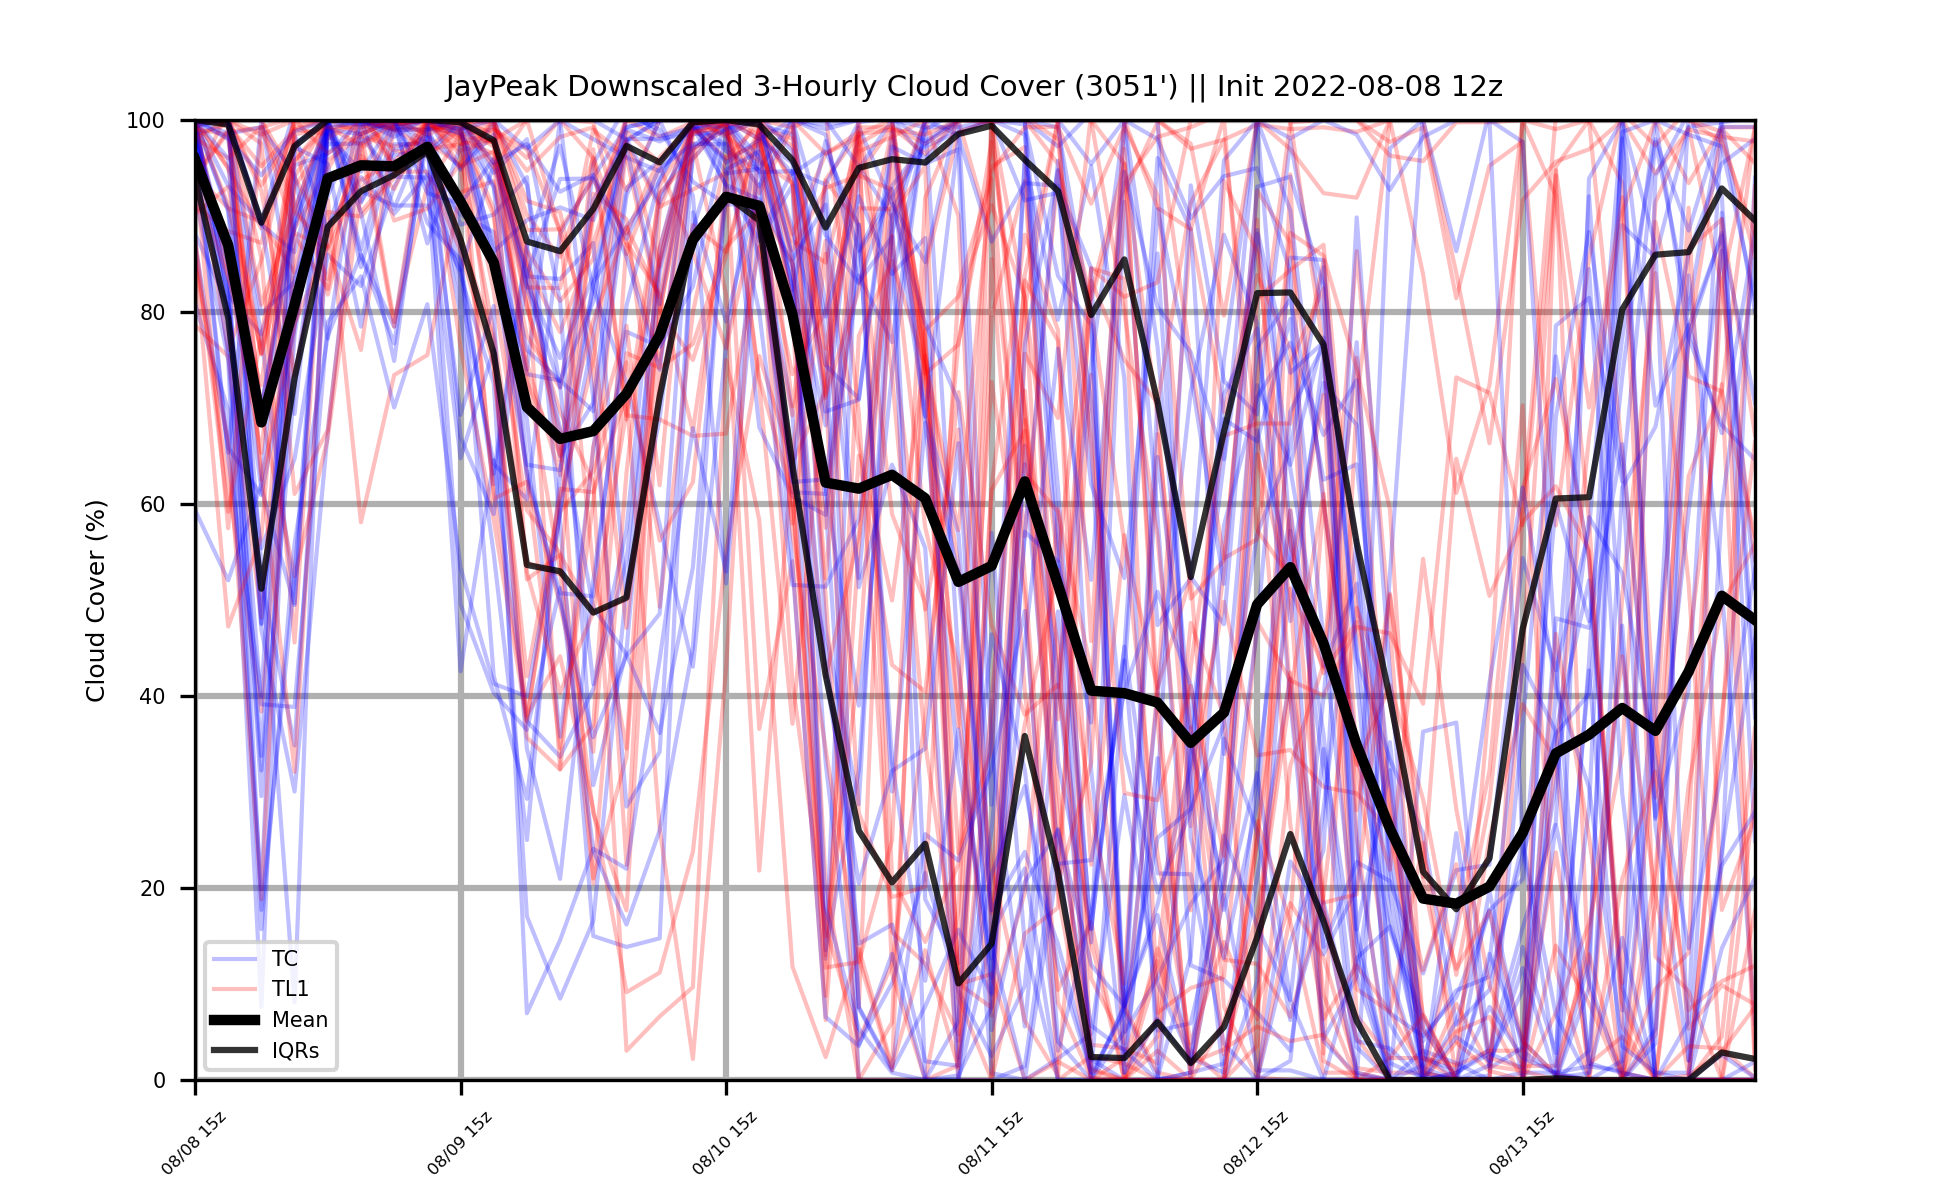 JayPeak Downscaled 3-Hourly Cloud Cover (3051') || Init 2022-08-08 12z
Cloud Cover (%)
100
80
60
40
20
0
TC
TL1
Mean
IQRs
08/08 15z
08/09 15z
08/10 15z
08/11 15z
08/12 15z
08/13 15z